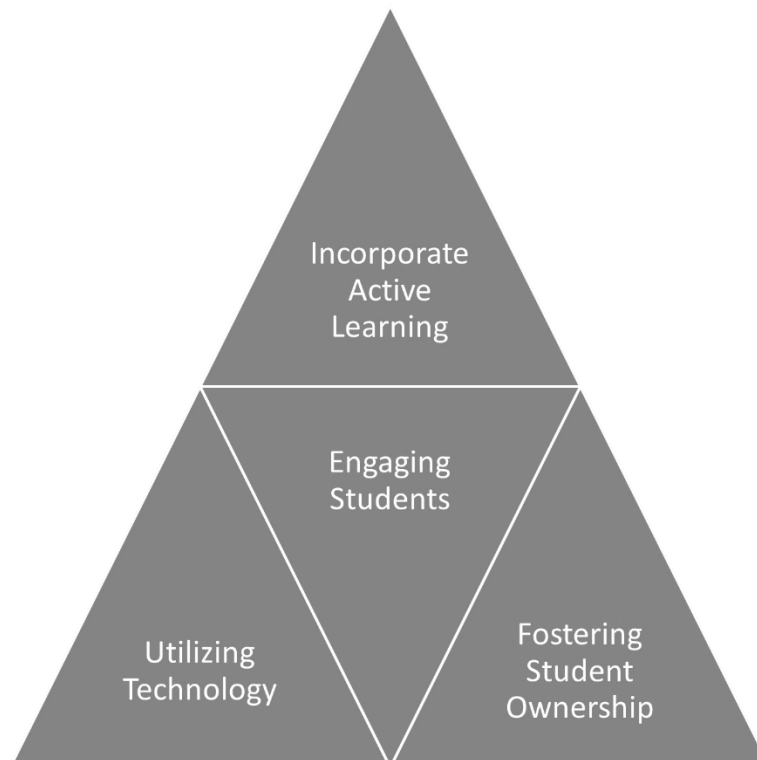 Incorporate
Active
Learning
Engaging
Students
Utilizing
Technology
Fostering
Student
Ownership